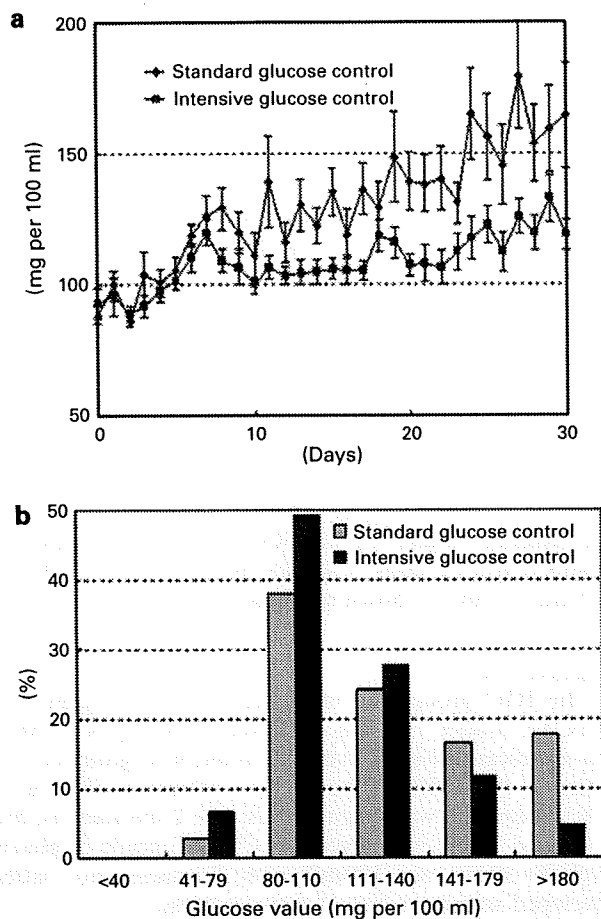 a
(mg per 100 ml)
200
150
100
50
Standard glucose control
Intensive glucose control
0
10
20
30
(Days)
b
(%)
50
40
30
20
10
0
Standard glucose control
Intensive glucose control
<40
41-79
80-110
111-140
141-179
>180
Glucose value (mg per 100 ml)